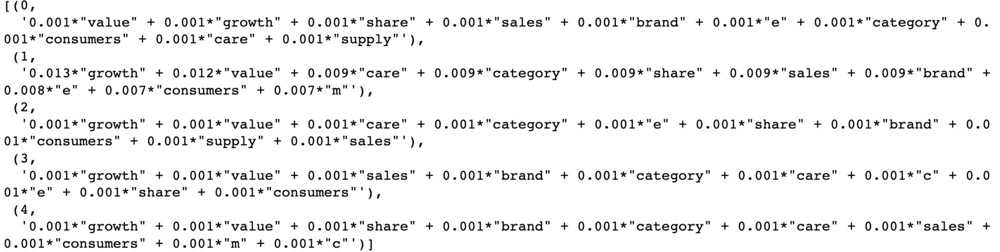 [(0,
'0.001*"value" + 0.001*"growth" + 0.001*"share" + 0.001*"sales" + 0.001*"brand" + 0.001*"e" + 0.001*"category" + 0.
001*"consumers" + 0.001*"care" + 0.001*"supply"'),
(1,
'0.013*"growth" + 0.012*"value" + 0.009*"care" + 0.009*"category" + 0.009*"share" + 0.009*"sales" + 0.009*"brand" +
0.008*"e" + 0.007*"consumers" + 0.007*"m"'),
(2,
'0.001*"growth" + 0.001*"value" + 0.001*"care" + 0.001*"category" + 0.001*"e" + 0.001*"share" + 0.001*"brand" + 0.0
01*"consumers" + 0.001*"supply" + 0.001*"sales"'),
(3,
'0.001*"growth" + 0.001*"value" + 0.001*"sales" + 0.001*"brand" + 0.001*"category" + 0.001*"care" + 0.001*"c" + 0.0
01*"e" + 0.001*"share" + 0.001*"consumers"'),
(4,
'0.001*"growth" + 0.001*"value" + 0.001*"share" + 0.001*"brand" + 0.001*"category" + 0.001*"care" + 0.001*"sales" +
0.001*"consumers" + 0.001*"m" + 0.001*"c"')]